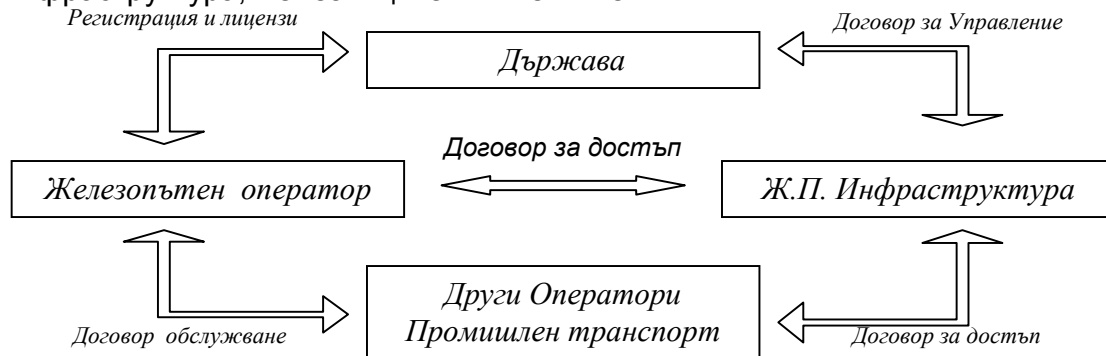 Регистрация и лицензи
Договор за Управление
Държава
Договор за достъп
Железопътен оператор
Ж.П. Инфраструктура
Други Оператори
Промишлен транспорт
Договор обслужване
Договор за достъп